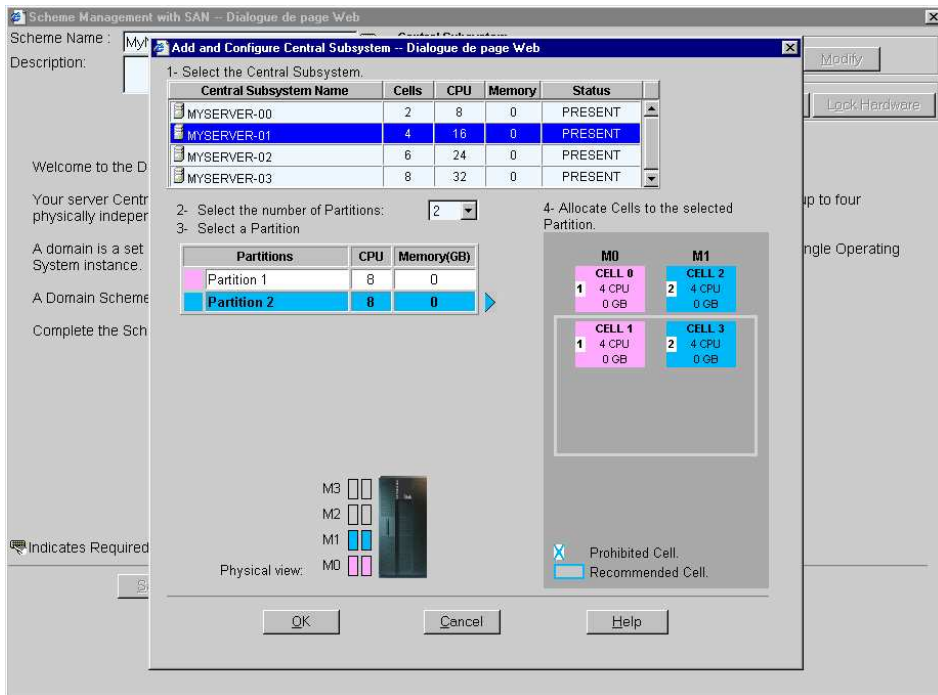 Scheme Management with SAN -- Dialogue de page Web
Scheme Name :
Description:
Modify
Lock Hardware
Welcome to the D
Your server Centr
up to four
physically indeper
A domain is a set
ngle Operating
System instance.
A Domain Scheme
Complete the Sch
Indicates Required
Add and Configure Central Subsystem -- Dialogue de page Web
1- Select the Central Subsystem.
Central Subsystem Name Cells CPU Memory Status
MYSERVER-00 2 8 0 PRESENT
MYSERVER-01 4 16 0 PRESENT
MYSERVER-02 6 24 0 PRESENT
MYSERVER-03 8 32 0 PRESENT
2- Select the number of Partitions: 2
3- Select a Partition
Partitions CPU Memory(GB)
Partition 1 8 0
Partition 2 8 0
4- Allocate Cells to the selected
Partition.
M0 M1
CELL 0
1 4 CPU
0 GB
CELL 2
2 4 CPU
0 GB
CELL 1
1 4 CPU
0 GB
CELL 3
2 4 CPU
0 GB
M3
M2
M1
Physical view: M0
X Prohibited Cell.
Recommended Cell.
OK Cancel Help